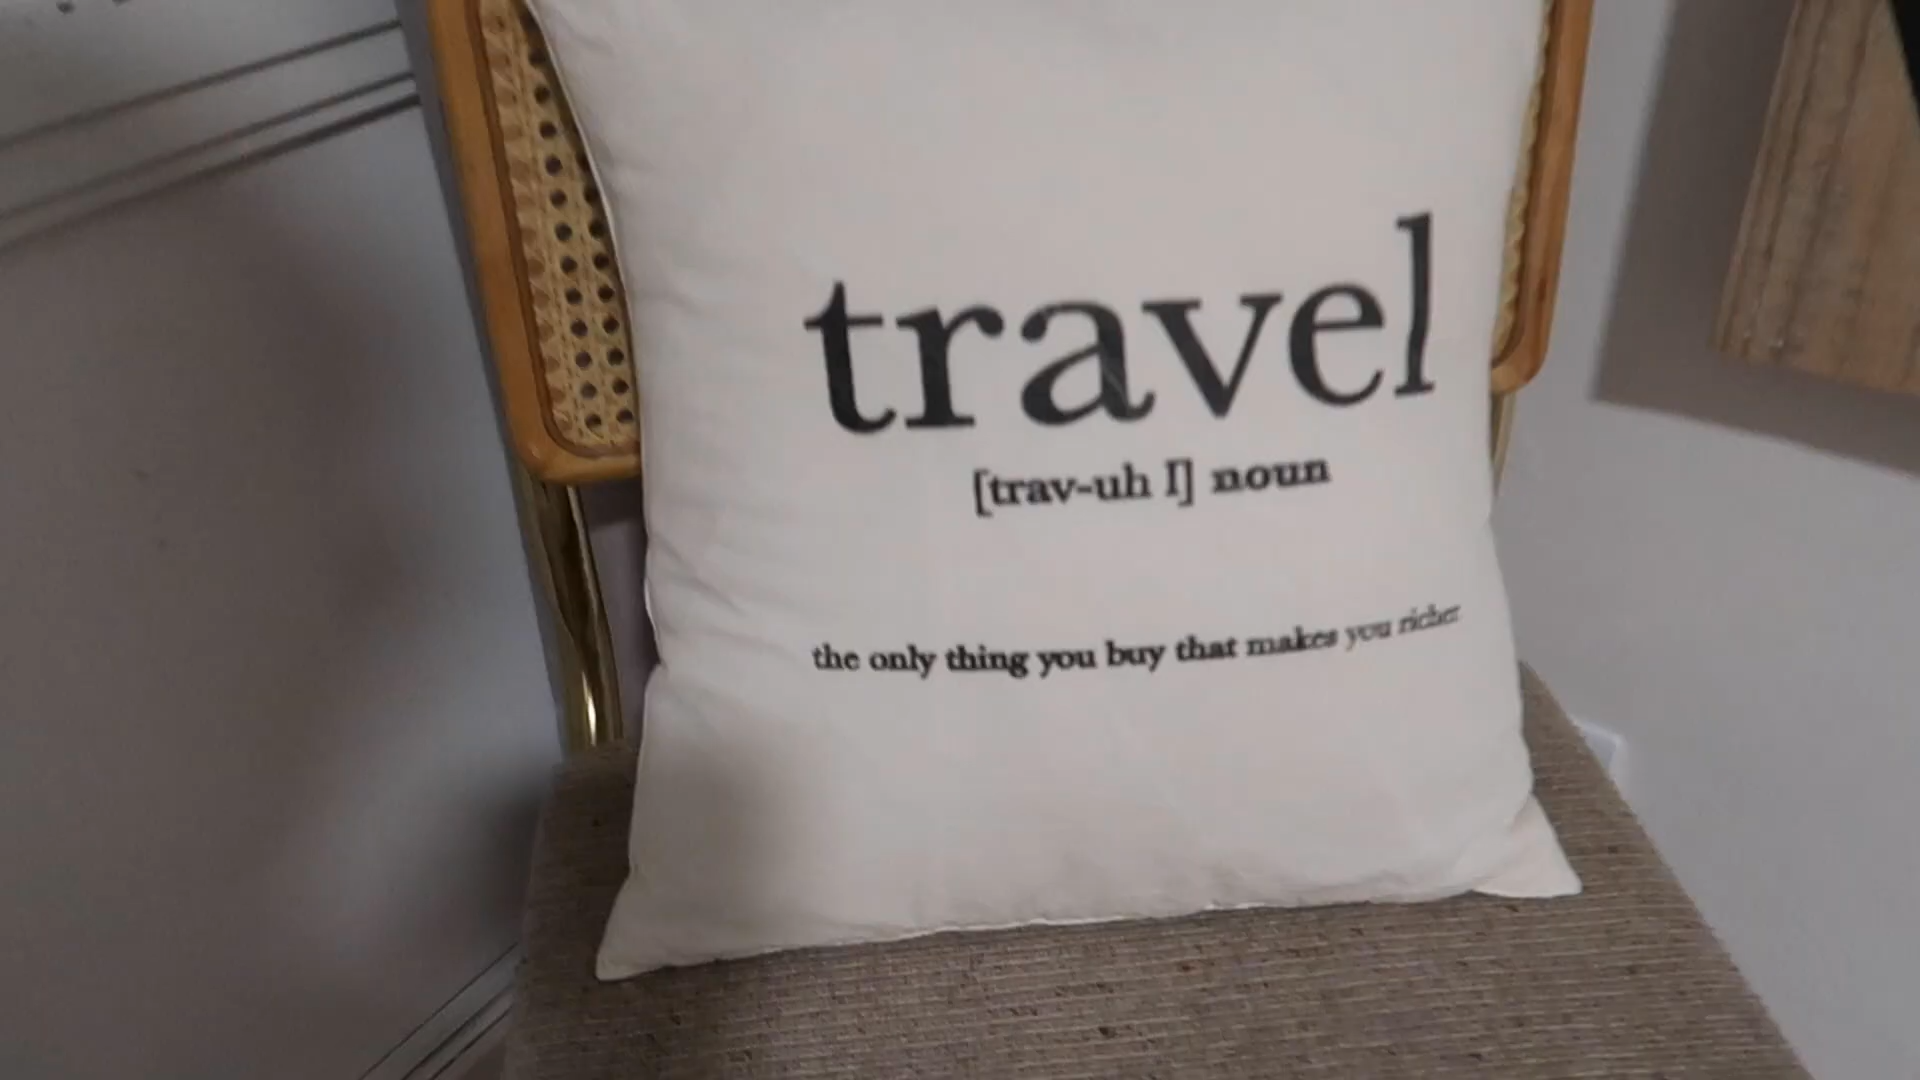 travel
[trav-uh I] noun
the only thing you buy that makes you richer